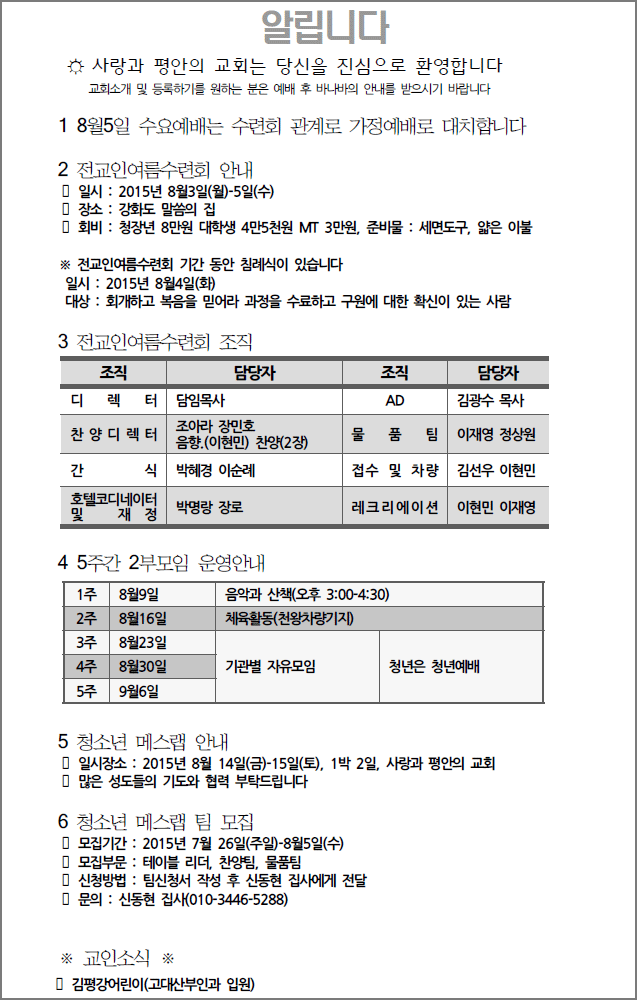 알립니다
☼ 사랑과 평안의 교회는 당신을 진심으로 환영합니다
교회소개 및 등록하기를 원하는 분은 예배 후 바나바의 안내를 받으시기 바랍니다
1 8월5일 수요예배는 수련회 관계로 가정예배로 대치합니다
2 전교인여름수련회 안내
▯ 일시 : 2015년 8월3일(월)-5일(수)
▯ 장소 : 강화도 말씀의 집
▯ 회비 : 청장년 8만원 대학생 4만5천원 MT 3만원, 준비물 : 세면도구, 얇은 이불
※ 전교인여름수련회 기간 동안 침례식이 있습니다
일시 : 2015년 8월4일(화)
대상 : 회개하고 복음을 믿어라 과정을 수료하고 구원에 대한 확신이 있는 사람
3 전교인여름수련회 조직
조직 담당자 조직 담당자
디 렉 터 담임목사 AD 김광수 목사
찬양디렉터 조아라 장민호 음향.(이현민) 찬양(2장) 물 품 팀 이재영 정상원
간 식 박혜경 이순례 접수 및 차량 김선우 이현민
호텔코디네이터 및 재 정 박명랑 장로 레크리에이션 이현민 이재영
4 5주간 2부모임 운영안내
1주 8월9일 음악과 산책(오후 3:00-4:30)
2주 8월16일 체육활동(천왕차량기지)
3주 8월23일
4주 8월30일 기관별 자유모임 청년은 청년예배
5주 9월6일
5 청소년 메스랩 안내
▯ 일시장소 : 2015년 8월 14일(금)-15일(토), 1박 2일, 사랑과 평안의 교회
▯ 많은 성도들의 기도와 협력 부탁드립니다
6 청소년 메스랩 팀 모집
▯ 모집기간 : 2015년 7월 26일(주일)-8월5일(수)
▯ 모집부문 : 테이블 리더, 찬양팀, 물품팀
▯ 신청방법 : 팀신청서 작성 후 신동현 집사에게 전달
▯ 문의 : 신동현 집사(010-3446-5288)
※ 교인소식 ※
▯ 김평강어린이(고대산부인과 입원)